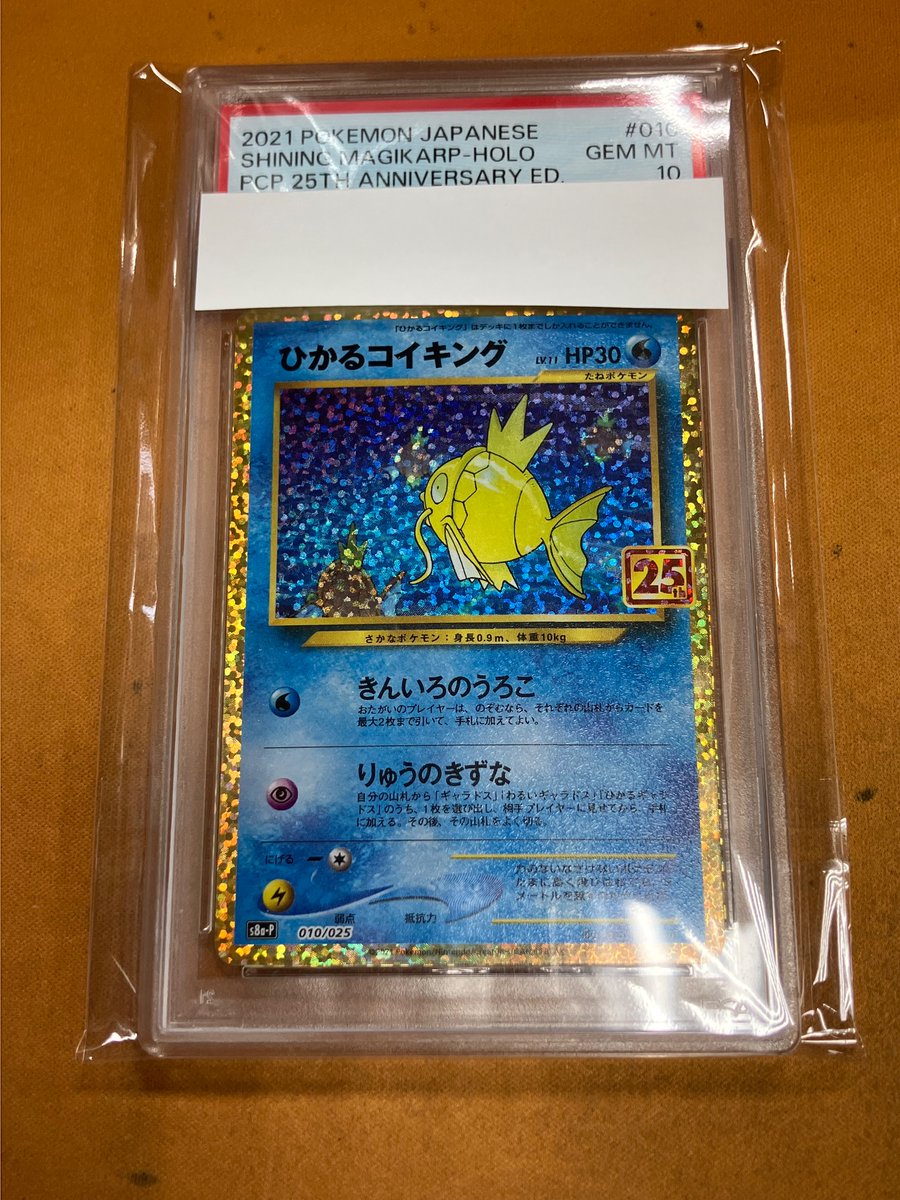 2021 POKEMON JAPANESE #010
SHINING MAGIKARP-HOLO GEM MT
PCP 25TH ANNIVERSARY ED. 10
「ひかるコイキング」はデッキに1枚までしか入れることができません。
ひかるコイキング LV.11 HP30
たねポケモン
25th
さかなポケモン：身長0.9m、体重10kg
きんいろのうろこ
おたがいのプレイヤーは、のぞむなら、それぞれの山札からカードを
最大2枚まで引いて、手札に加えてよい。
りゅうのきずな
自分の山札から「ギャラドス」「わるいギャラドス」「ひかるギャラ
ドス」のうち、1枚を選び出し、相手プレイヤーに見せてから、手札
に加える。その後、その山札をよく切る。
にげる
弱点 抵抗力
s8a-P 010/025